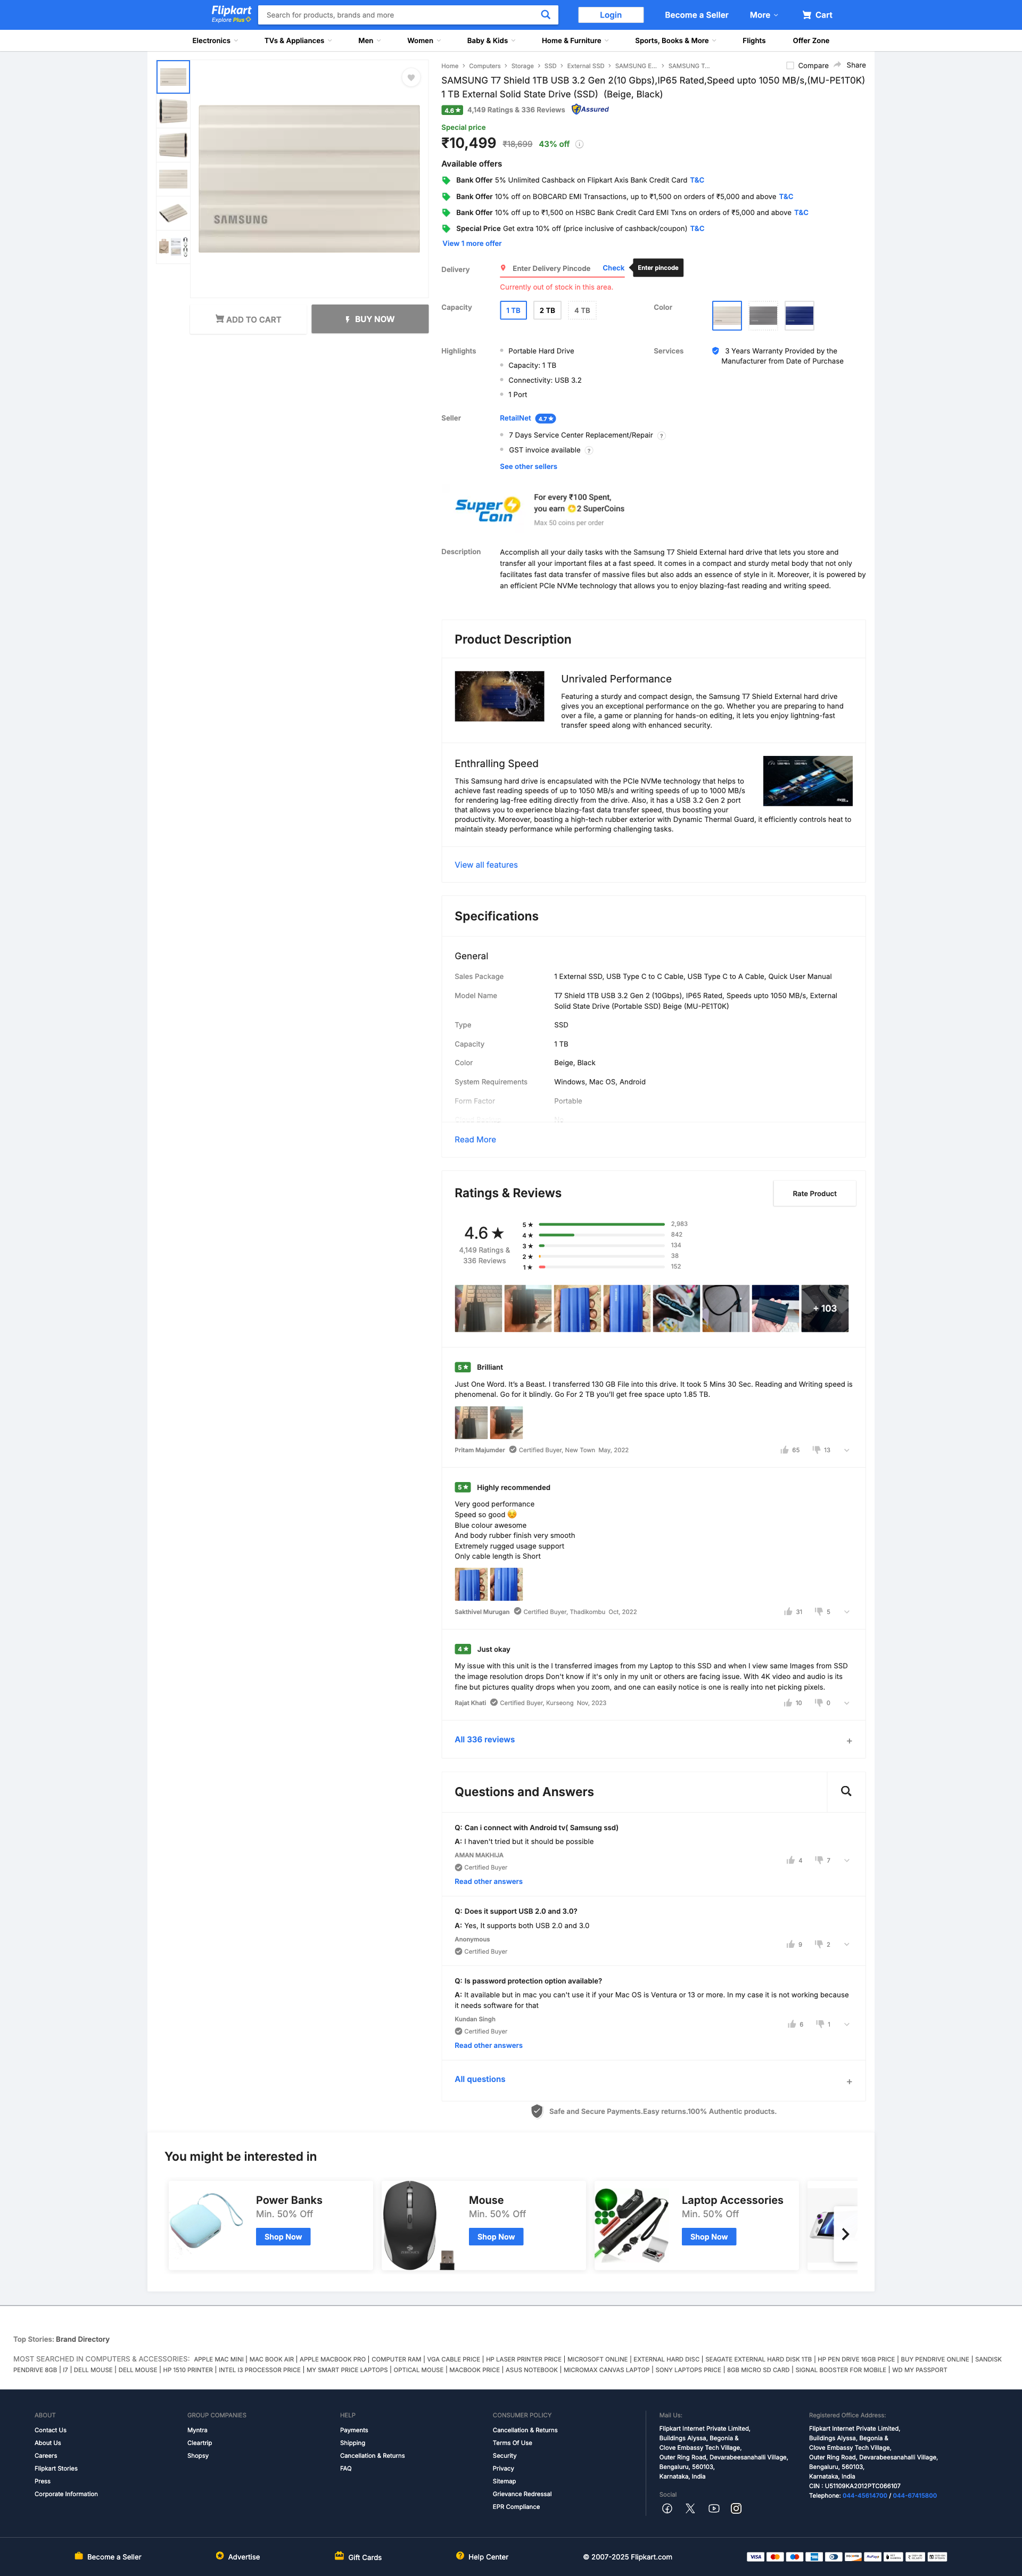 Flipkart
Explore Plus
Search for products, brands and more
Login
Become a Seller
More
Cart
Electronics
TVs & Appliances
Men
Women
Baby & Kids
Home & Furniture
Sports, Books & More
Flights
Offer Zone
Home > Computers > Storage > SSD > External SSD > SAMSUNG E... > SAMSUNG T...
Compare
Share
SAMSUNG
ADD TO CART
BUY NOW
SAMSUNG T7 Shield 1TB USB 3.2 Gen 2(10 Gbps),IP65 Rated,Speed upto 1050 MB/s,(MU-PE1T0K)
1 TB External Solid State Drive (SSD) (Beige, Black)
4.6 ★ 4,149 Ratings & 336 Reviews Assured
Special price
₹10,499 ₹18,699 43% off
Available offers
Bank Offer 5% Unlimited Cashback on Flipkart Axis Bank Credit Card T&C
Bank Offer 10% off on BOBCARD EMI Transactions, up to ₹1,500 on orders of ₹5,000 and above T&C
Bank Offer 10% off up to ₹1,500 on HSBC Bank Credit Card EMI Txns on orders of ₹5,000 and above T&C
Special Price Get extra 10% off (price inclusive of cashback/coupon) T&C
View 1 more offer
Delivery
Enter Delivery Pincode
Check
Enter pincode
Currently out of stock in this area.
Capacity
1 TB
2 TB
4 TB
Color
Highlights
Portable Hard Drive
Capacity: 1 TB
Connectivity: USB 3.2
1 Port
Services
3 Years Warranty Provided by the
Manufacturer from Date of Purchase
Seller
RetailNet 4.7 ★
7 Days Service Center Replacement/Repair ?
GST invoice available ?
See other sellers
Super Coin
For every ₹100 Spent,
you earn 2 SuperCoins
Max 50 coins per order
Description
Accomplish all your daily tasks with the Samsung T7 Shield External hard drive that lets you store and
transfer all your important files at a fast speed. It comes in a compact and sturdy metal body that not only
facilitates fast data transfer of massive files but also adds an essence of style in it. Moreover, it is powered by
an efficient PCIe NVMe technology that allows you to enjoy blazing-fast reading and writing speed.
Product Description
Unrivaled Performance
Featuring a sturdy and compact design, the Samsung T7 Shield External hard drive
gives you an exceptional performance on the go. Whether you are preparing to hand
over a file, a game or planning for hands-on editing, it lets you enjoy lightning-fast
transfer speed along with enhanced security.
Enthralling Speed
This Samsung hard drive is encapsulated with the PCIe NVMe technology that helps to
achieve fast reading speeds of up to 1050 MB/s and writing speeds of up to 1000 MB/s
for rendering lag-free editing directly from the drive. Also, it has a USB 3.2 Gen 2 port
that allows you to experience blazing-fast data transfer speed, thus boosting your
productivity. Moreover, boasting a high-tech rubber exterior with Dynamic Thermal Guard, it efficiently controls heat to
maintain steady performance while performing challenging tasks.
View all features
Specifications
General
Sales Package
1 External SSD, USB Type C to C Cable, USB Type C to A Cable, Quick User Manual
Model Name
T7 Shield 1TB USB 3.2 Gen 2 (10Gbps), IP65 Rated, Speeds upto 1050 MB/s, External
Solid State Drive (Portable SSD) Beige (MU-PE1T0K)
Type
SSD
Capacity
1 TB
Color
Beige, Black
System Requirements
Windows, Mac OS, Android
Form Factor
Portable
Read More
Ratings & Reviews
Rate Product
4.6 ★
4,149 Ratings &
336 Reviews
5 ★ 2,983
4 ★ 842
3 ★ 134
2 ★ 38
1 ★ 152
+ 103
5 ★ Brilliant
Just One Word. It's a Beast. I transferred 130 GB File into this drive. It took 5 Mins 30 Sec. Reading and Writing speed is
phenomenal. Go for it blindly. Go For 2 TB you'll get free space upto 1.85 TB.
Pritam Majumder Certified Buyer, New Town May, 2022
65
13
5 ★ Highly recommended
Very good performance
Speed so good 😊
Blue colour awesome
And body rubber finish very smooth
Extremely rugged usage support
Only cable length is Short
Sakthivel Murugan Certified Buyer, Thadikombu Oct, 2022
31
5
4 ★ Just okay
My issue with this unit is the I transferred images from my Laptop to this SSD and when I view same Images from SSD
the image resolution drops Don't know if it's only in my unit or others are facing issue. With 4K video and audio is its
fine but pictures quality drops when you zoom, and one can easily notice is one is really into net picking pixels.
Rajat Khati Certified Buyer, Kurseong Nov, 2023
10
0
All 336 reviews +
Questions and Answers
Q: Can i connect with Android tv( Samsung ssd)
A: I haven't tried but it should be possible
AMAN MAKHIJA
Certified Buyer
4
7
Read other answers
Q: Does it support USB 2.0 and 3.0?
A: Yes, It supports both USB 2.0 and 3.0
Anonymous
Certified Buyer
9
2
Q: Is password protection option available?
A: It available but in mac you can't use it if your Mac OS is Ventura or 13 or more. In my case it is not working because
it needs software for that
Kundan Singh
Certified Buyer
6
1
Read other answers
All questions +
Safe and Secure Payments.Easy returns.100% Authentic products.
You might be interested in
Power Banks
Min. 50% Off
Shop Now
Mouse
Min. 50% Off
Shop Now
Laptop Accessories
Min. 50% Off
Shop Now
Top Stories: Brand Directory
MOST SEARCHED IN COMPUTERS & ACCESSORIES: APPLE MAC MINI | MAC BOOK AIR | APPLE MACBOOK PRO | COMPUTER RAM | VGA CABLE PRICE | HP LASER PRINTER PRICE | MICROSOFT ONLINE | EXTERNAL HARD DISC | SEAGATE EXTERNAL HARD DISK 1TB | HP PEN DRIVE 16GB PRICE | BUY PENDRIVE ONLINE | SANDISK
PENDRIVE 8GB | I7 | DELL MOUSE | DELL MOUSE | HP 1510 PRINTER | INTEL I3 PROCESSOR PRICE | MY SMART PRICE LAPTOPS | OPTICAL MOUSE | MACBOOK PRICE | ASUS NOTEBOOK | MICROMAX CANVAS LAPTOP | SONY LAPTOPS PRICE | 8GB MICRO SD CARD | SIGNAL BOOSTER FOR MOBILE | WD MY PASSPORT
ABOUT
Contact Us
About Us
Careers
Flipkart Stories
Press
Corporate Information
GROUP COMPANIES
Myntra
Cleartrip
Shopsy
HELP
Payments
Shipping
Cancellation & Returns
FAQ
CONSUMER POLICY
Cancellation & Returns
Terms Of Use
Security
Privacy
Sitemap
Grievance Redressal
EPR Compliance
Mail Us:
Flipkart Internet Private Limited,
Buildings Alyssa, Begonia &
Clove Embassy Tech Village,
Outer Ring Road, Devarabeesanahalli Village,
Bengaluru, 560103,
Karnataka, India
Social
Registered Office Address:
Flipkart Internet Private Limited,
Buildings Alyssa, Begonia &
Clove Embassy Tech Village,
Outer Ring Road, Devarabeesanahalli Village,
Bengaluru, 560103,
Karnataka, India
CIN : U51109KA2012PTC066107
Telephone: 044-45614700 / 044-67415800
Become a Seller
Advertise
Gift Cards
Help Center
© 2007-2025 Flipkart.com
VISA